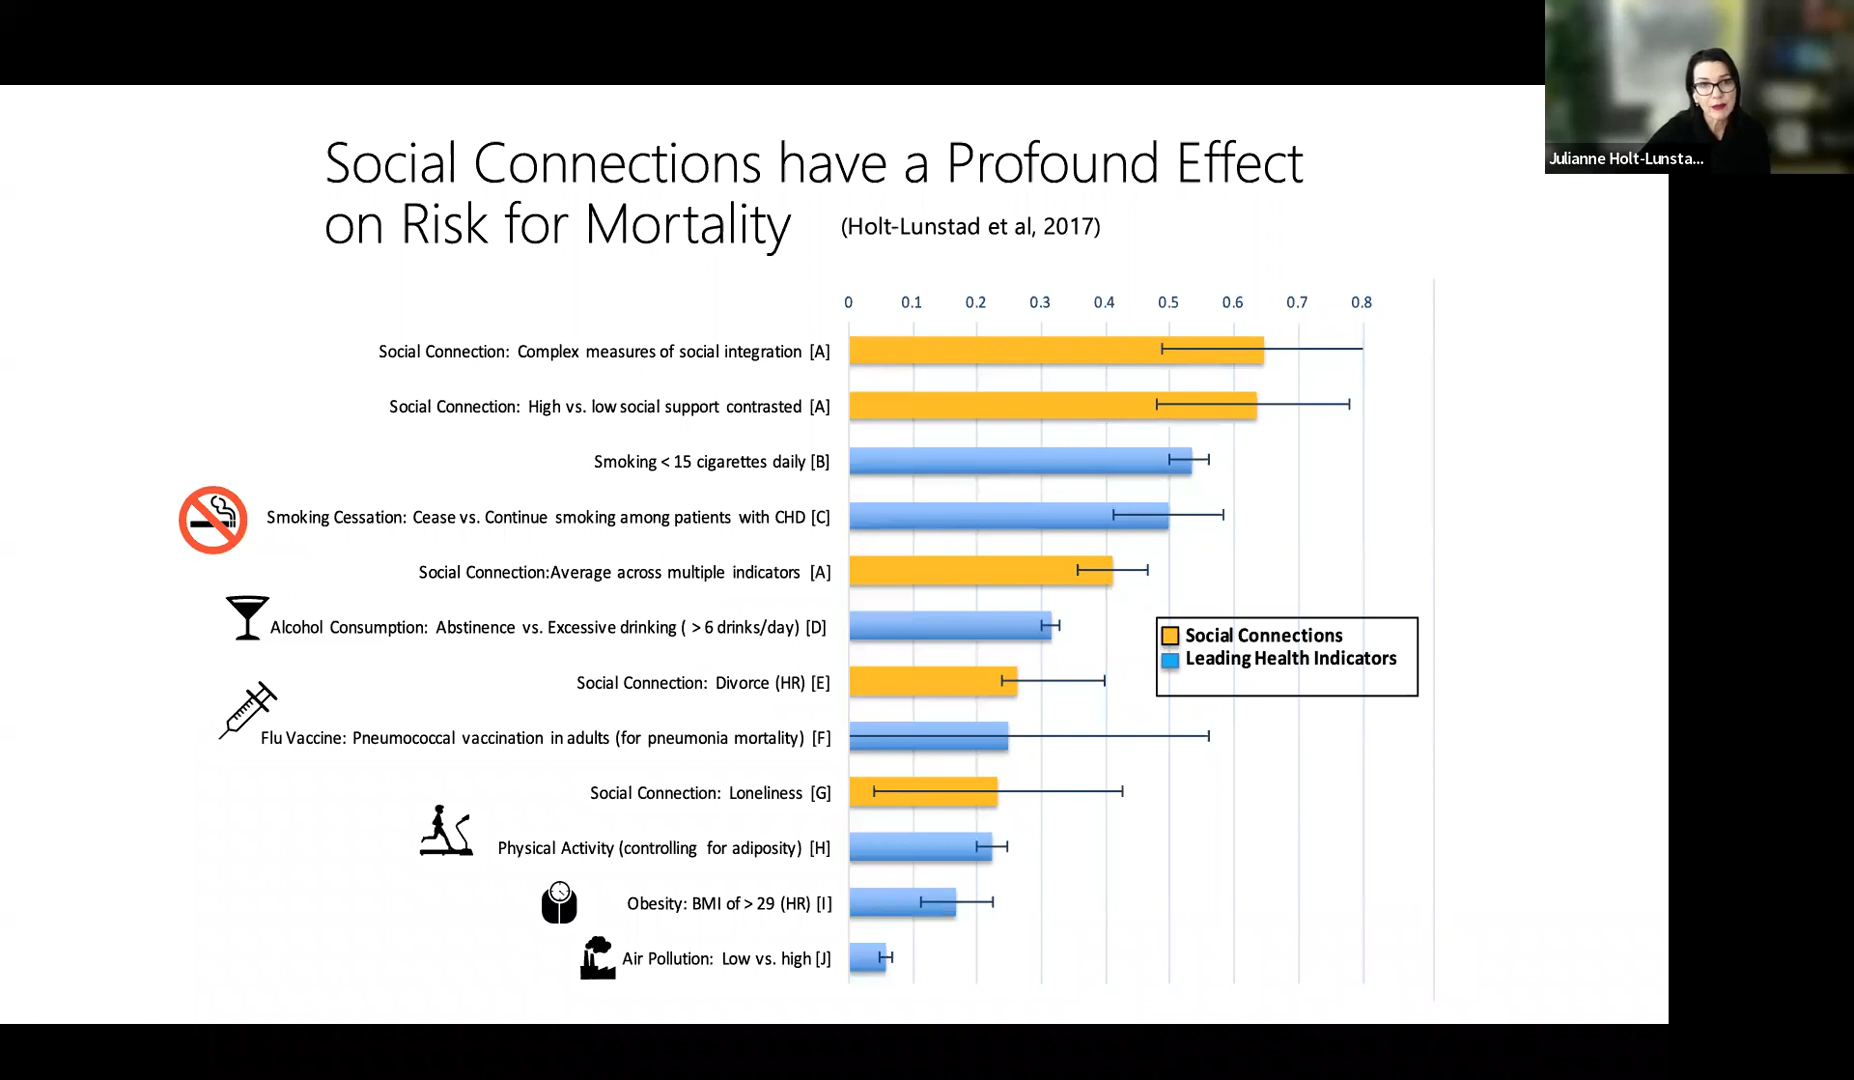 Julianne Holt-Lunsta...
Social Connections have a Profound Effect
on Risk for Mortality (Holt-Lunstad et al, 2017)
0 0.1 0.2 0.3 0.4 0.5 0.6 0.7 0.8
Social Connection: Complex measures of social integration [A]
Social Connection: High vs. low social support contrasted [A]
Smoking < 15 cigarettes daily [B]
Smoking Cessation: Cease vs. Continue smoking among patients with CHD [C]
Social Connection:Average across multiple indicators [A]
Alcohol Consumption: Abstinence vs. Excessive drinking ( > 6 drinks/day) [D]
Social Connections
Leading Health Indicators
Social Connection: Divorce (HR) [E]
Flu Vaccine: Pneumococcal vaccination in adults (for pneumonia mortality) [F]
Social Connection: Loneliness [G]
Physical Activity (controlling for adiposity) [H]
Obesity: BMI of > 29 (HR) [I]
Air Pollution: Low vs. high [J]